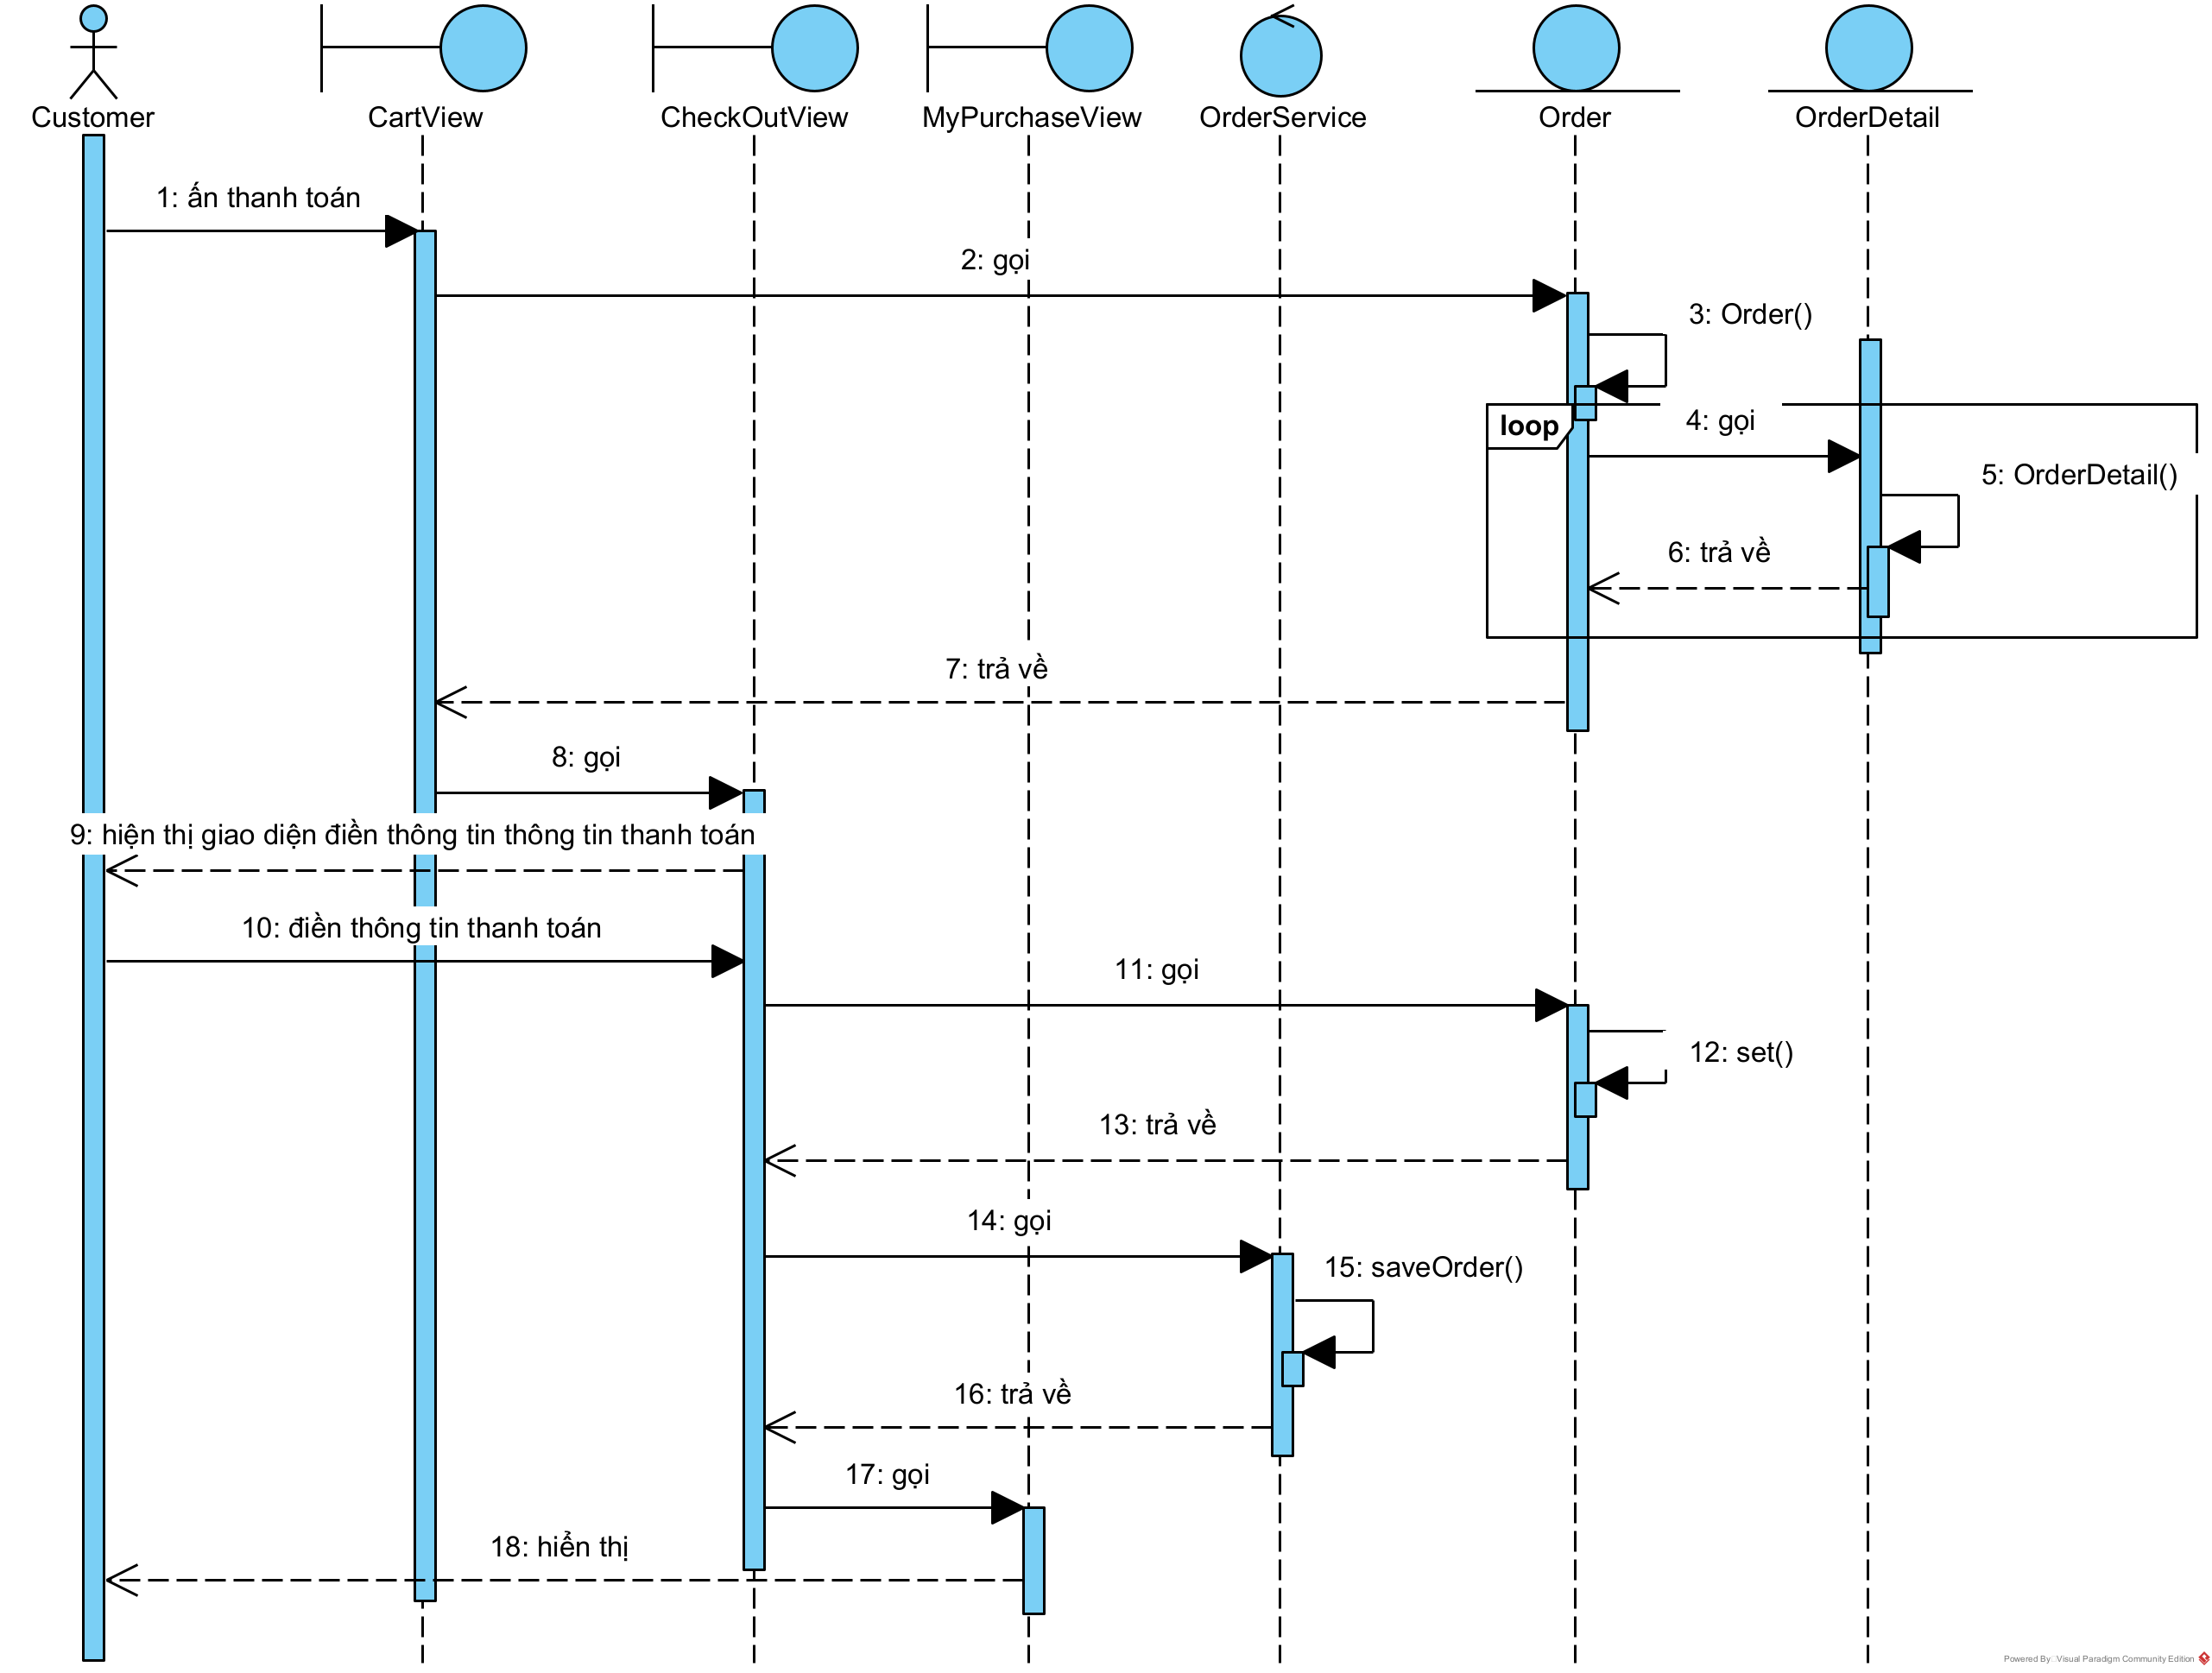 Customer
CartView
CheckOutView
MyPurchaseView
OrderService
Order
OrderDetail
1: ấn thanh toán
2: gọi
3: Order()
loop
4: gọi
5: OrderDetail()
6: trả về
7: trả về
8: gọi
9: hiện thị giao diện điền thông tin thông tin thanh toán
10: điền thông tin thanh toán
11: gọi
12: set()
13: trả về
14: gọi
15: saveOrder()
16: trả về
17: gọi
18: hiển thị
Powered By: Visual Paradigm Community Edition